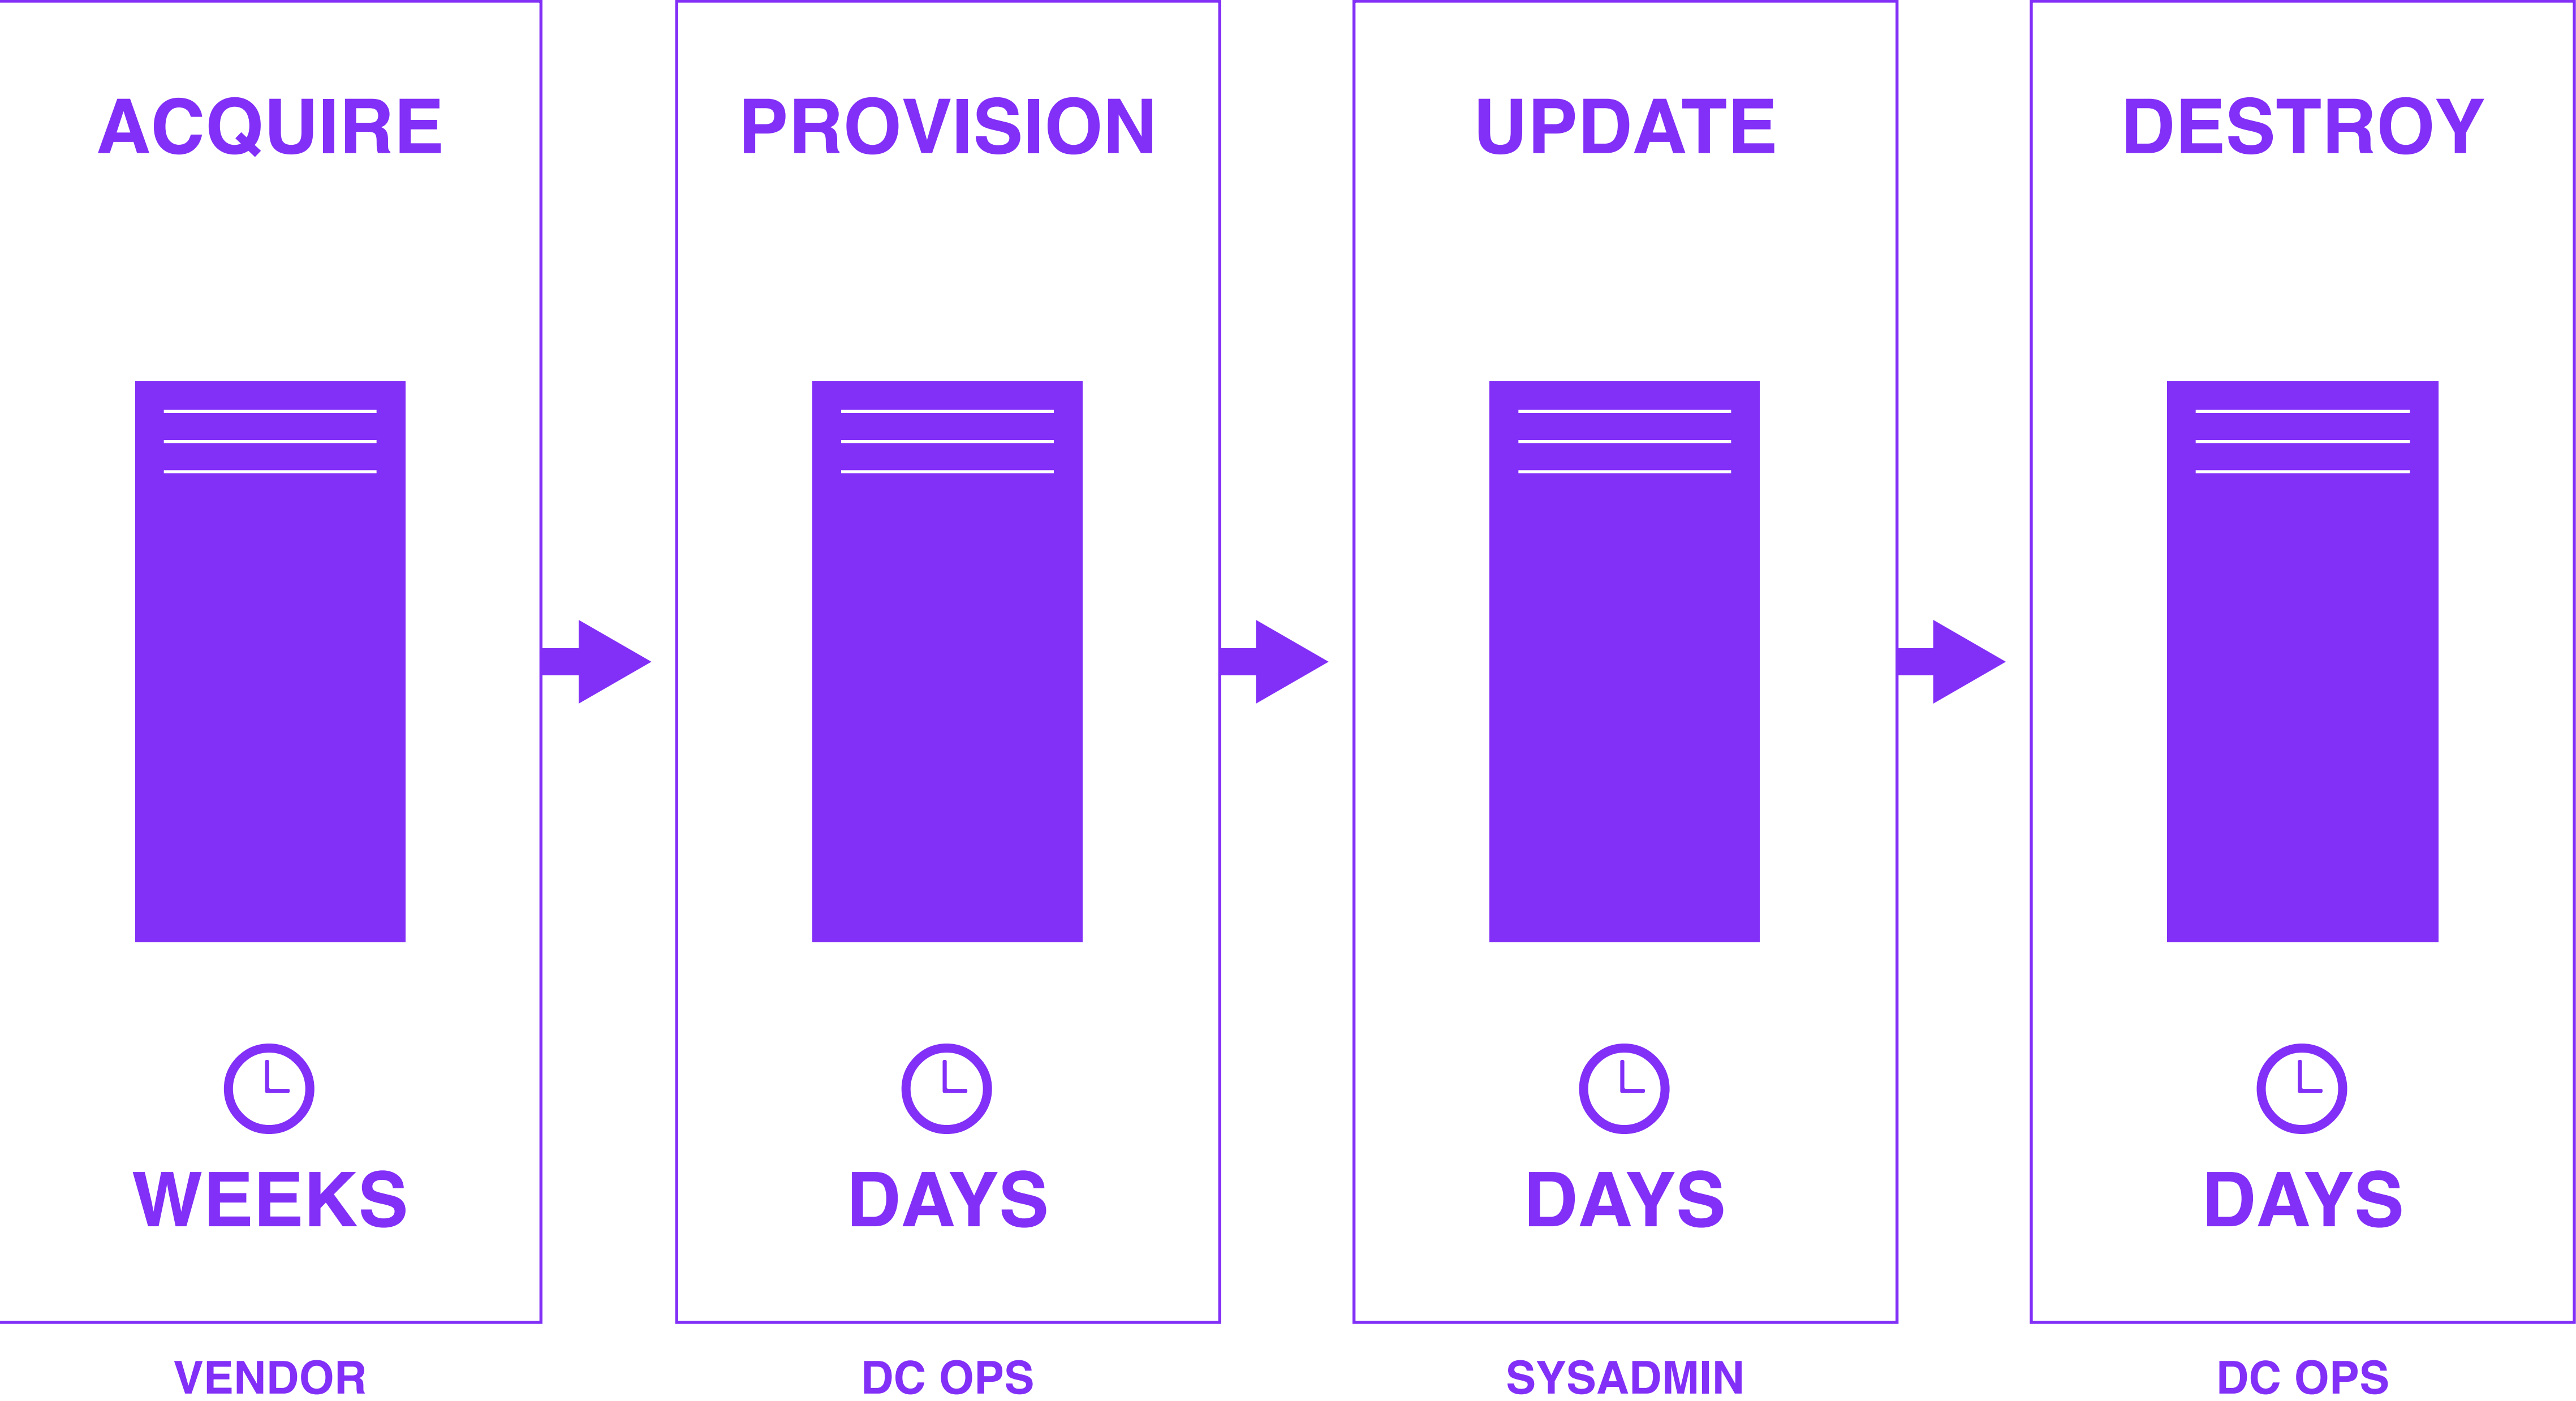 ACQUIRE
WEEKS
VENDOR
PROVISION
DAYS
DC OPS
UPDATE
DAYS
SYSADMIN
DESTROY
DAYS
DC OPS